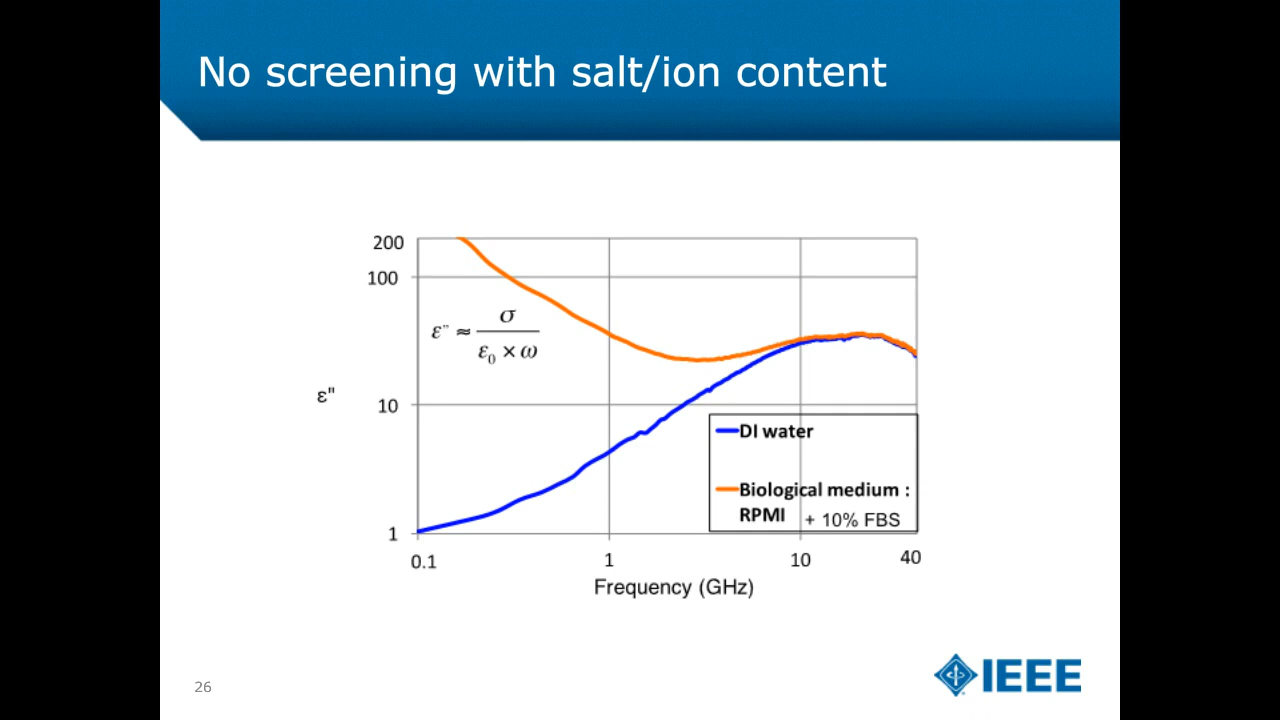 No screening with salt/ion content
200
100
ε" ≈ σ / ε0 × ω
ε"
10
1
DI water
Biological medium :
RPMI + 10% FBS
0.1
1
10
40
Frequency (GHz)
26
IEEE